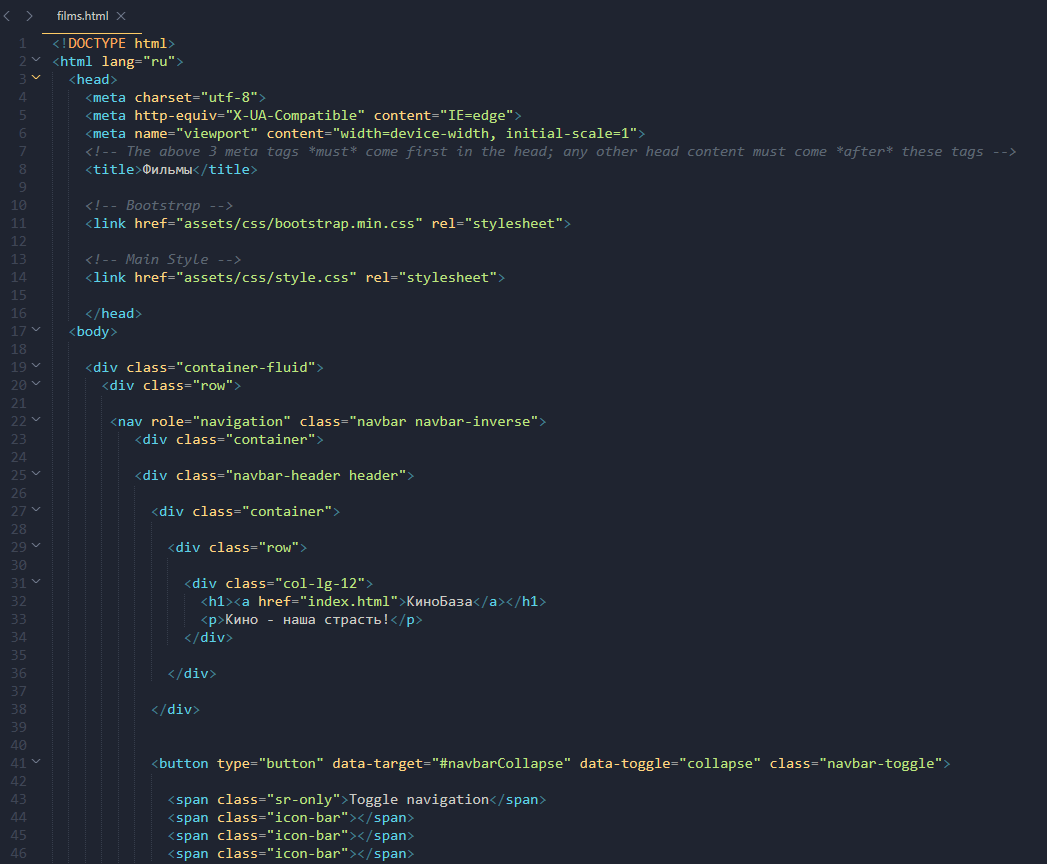 films.html
1 <!DOCTYPE html>
2 <html lang="ru">
3 <head>
4 <meta charset="utf-8">
5 <meta http-equiv="X-UA-Compatible" content="IE=edge">
6 <meta name="viewport" content="width=device-width, initial-scale=1">
7 <!-- The above 3 meta tags *must* come first in the head; any other head content must come *after* these tags -->
8 <title>Фильмы</title>
9
10 <!-- Bootstrap -->
11 <link href="assets/css/bootstrap.min.css" rel="stylesheet">
12
13 <!-- Main Style -->
14 <link href="assets/css/style.css" rel="stylesheet">
15
16 </head>
17 <body>
18
19 <div class="container-fluid">
20 <div class="row">
21
22 <nav role="navigation" class="navbar navbar-inverse">
23 <div class="container">
24
25 <div class="navbar-header header">
26
27 <div class="container">
28
29 <div class="row">
30
31 <div class="col-lg-12">
32 <h1><a href="index.html">КиноБаза</a></h1>
33 <p>Кино - наша страсть!</p>
34 </div>
35
36 </div>
37
38 </div>
39
40
41 <button type="button" data-target="#navbarCollapse" data-toggle="collapse" class="navbar-toggle">
42
43 <span class="sr-only">Toggle navigation</span>
44 <span class="icon-bar"></span>
45 <span class="icon-bar"></span>
46 <span class="icon-bar"></span>